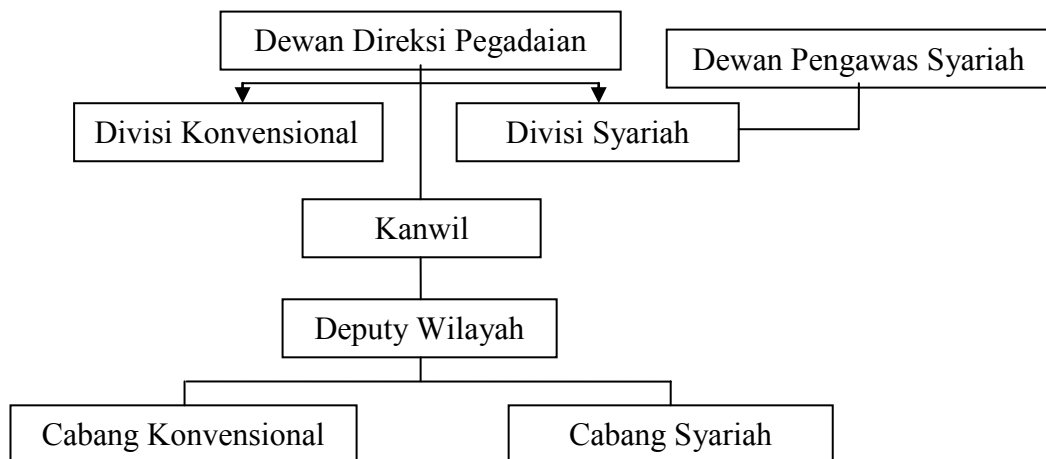 Dewan Direksi Pegadaian
Dewan Pengawas Syariah
Divisi Konvensional
Divisi Syariah
Kanwil
Deputy Wilayah
Cabang Konvensional
Cabang Syariah